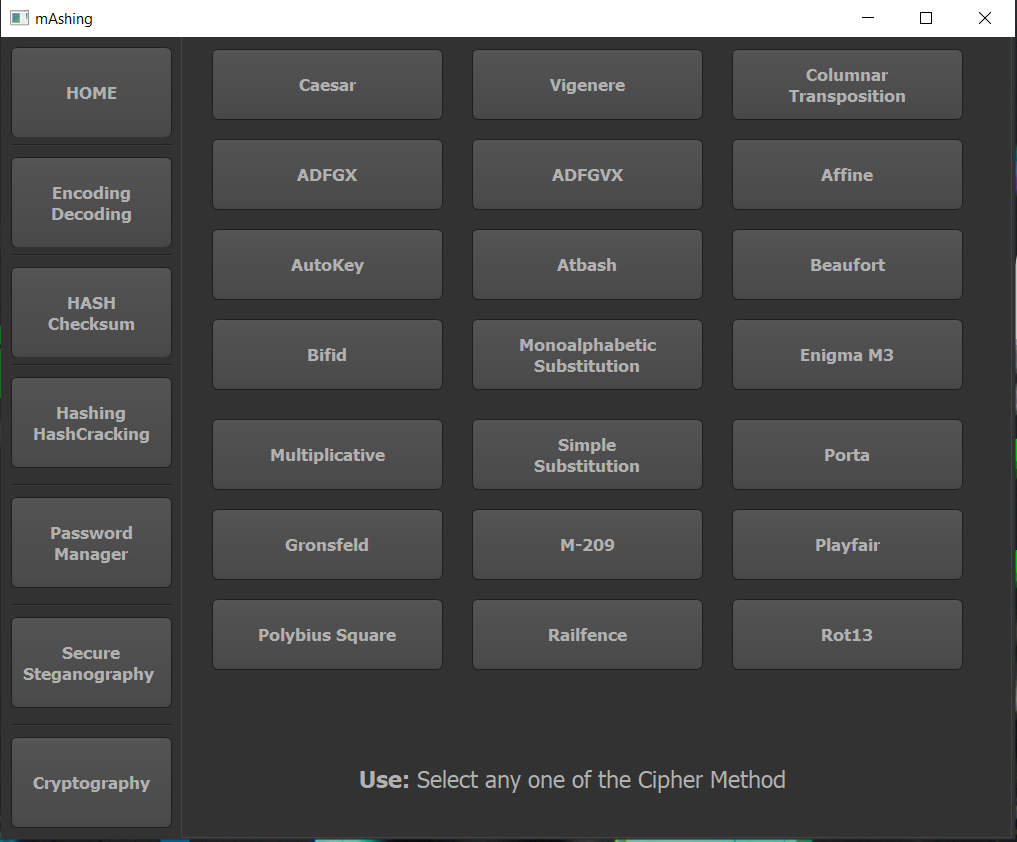 mAshing
HOME
Encoding
Decoding
HASH
Checksum
Hashing
HashCracking
Password
Manager
Secure
Steganography
Cryptography
Caesar
Vigenere
Columnar
Transposition
ADFGX
ADFGVX
Affine
AutoKey
Atbash
Beaufort
Bifid
Monoalphabetic
Substitution
Enigma M3
Multiplicative
Simple
Substitution
Porta
Gronsfeld
M-209
Playfair
Polybius Square
Railfence
Rot13
Use: Select any one of the Cipher Method